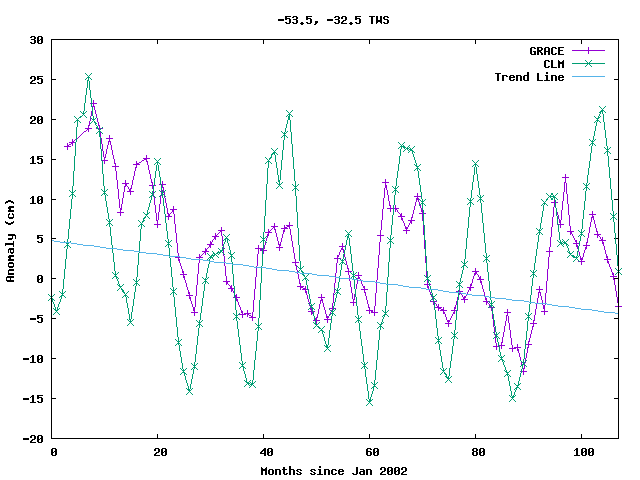 -53.5, -32.5 TWS
GRACE
CLM
Trend Line
30
25
20
15
10
5
0
-5
-10
-15
-20
Anomaly (cm)
0 20 40 60 80 100
Months since Jan 2002